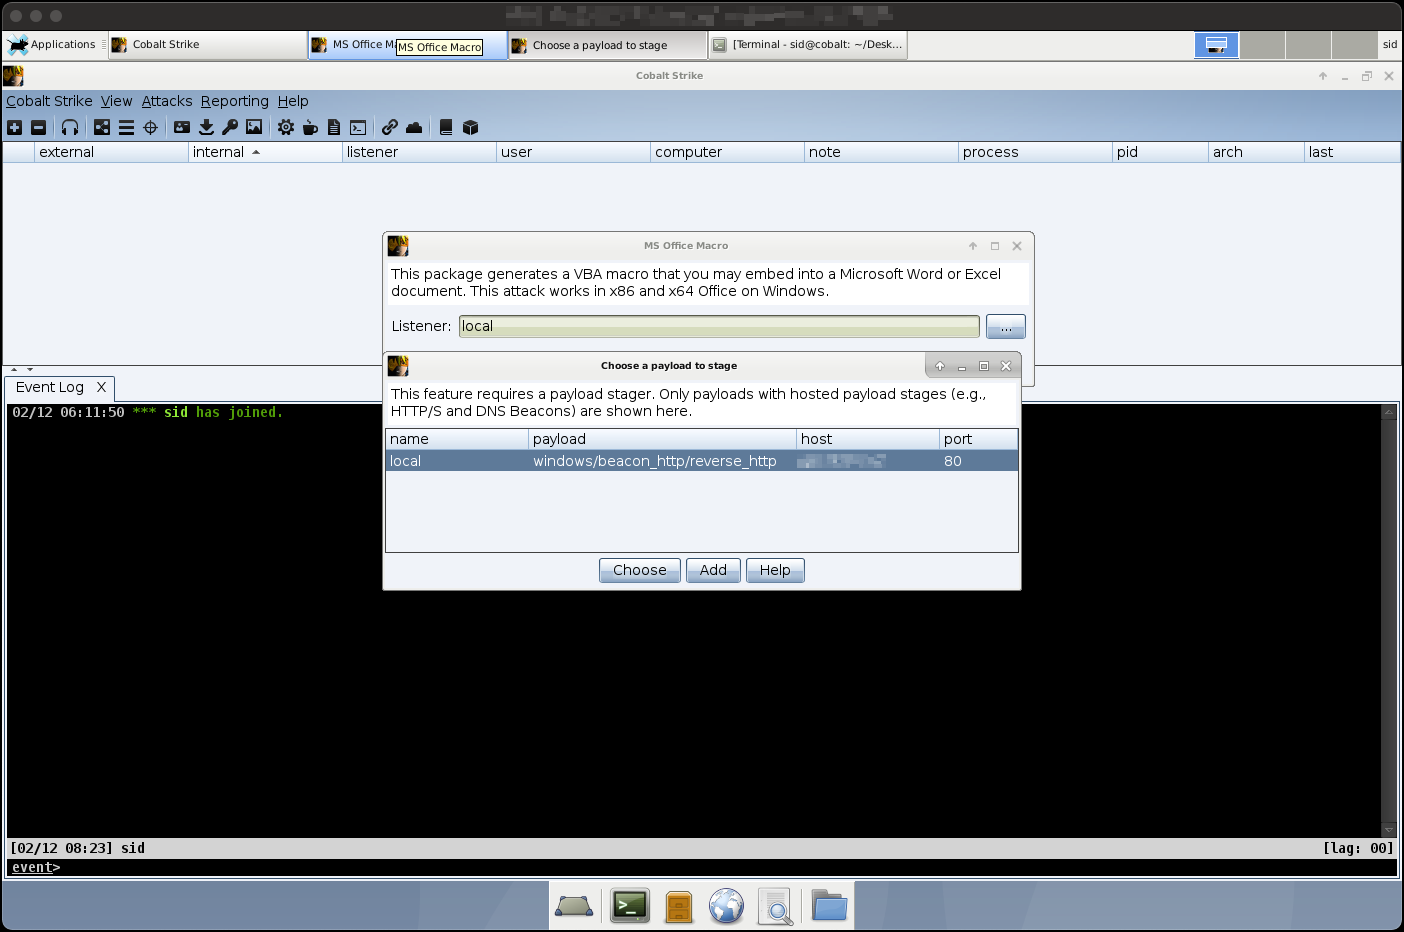 Applications
Cobalt Strike
MS Office Ma
MS Office Macro
Choose a payload to stage
[Terminal - sid@cobalt: ~/Desk...
sid
Cobalt Strike
Cobalt Strike View Attacks Reporting Help
external internal listener user computer note process pid arch last
MS Office Macro
This package generates a VBA macro that you may embed into a Microsoft Word or Excel
document. This attack works in x86 and x64 Office on Windows.
Listener: local ...
Event Log X
02/12 06:11:50 *** sid has joined.
Choose a payload to stage
This feature requires a payload stager. Only payloads with hosted payload stages (e.g.,
HTTP/S and DNS Beacons) are shown here.
name payload host port
local windows/beacon_http/reverse_http 80
Choose Add Help
[02/12 08:23] sid [lag: 00]
event>